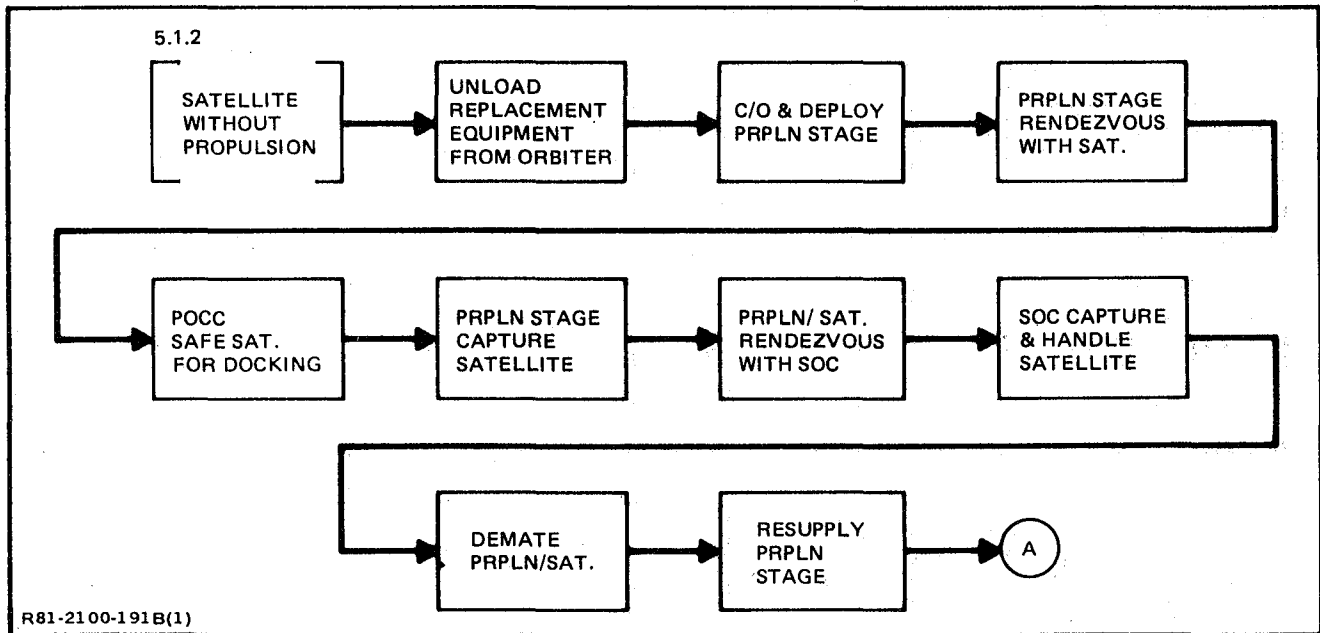 5.1.2
SATELLITE
WITHOUT
PROPULSION
UNLOAD
REPLACEMENT
EQUIPMENT
FROM ORBITER
C/O & DEPLOY
PRPLN STAGE
PRPLN STAGE
RENDEZVOUS
WITH SAT.
POCC
SAFE SAT.
FOR DOCKING
PRPLN STAGE
CAPTURE
SATELLITE
PRPLN/ SAT.
RENDEZVOUS
WITH SOC
SOC CAPTURE
& HANDLE
SATELLITE
DEMATE
PRPLN/SAT.
RESUPPLY
PRPLN
STAGE
A
R81-2100-191B(1)